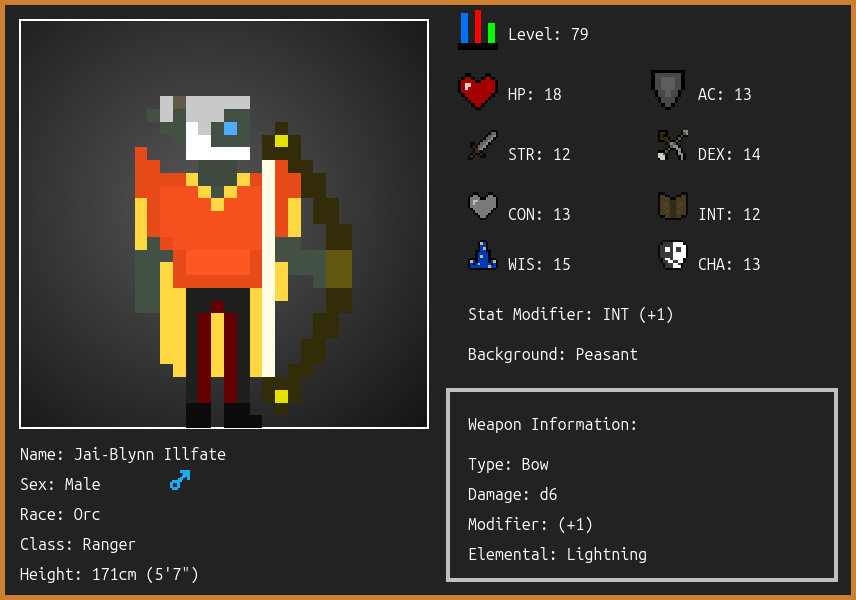 Level: 79
HP: 18
AC: 13
STR: 12
DEX: 14
CON: 13
INT: 12
WIS: 15
CHA: 13
Stat Modifier: INT (+1)
Background: Peasant
Weapon Information:
Type: Bow
Damage: d6
Modifier: (+1)
Elemental: Lightning
Name: Jai-Blynn Illfate
Sex: Male
Race: Orc
Class: Ranger
Height: 171cm (5'7")